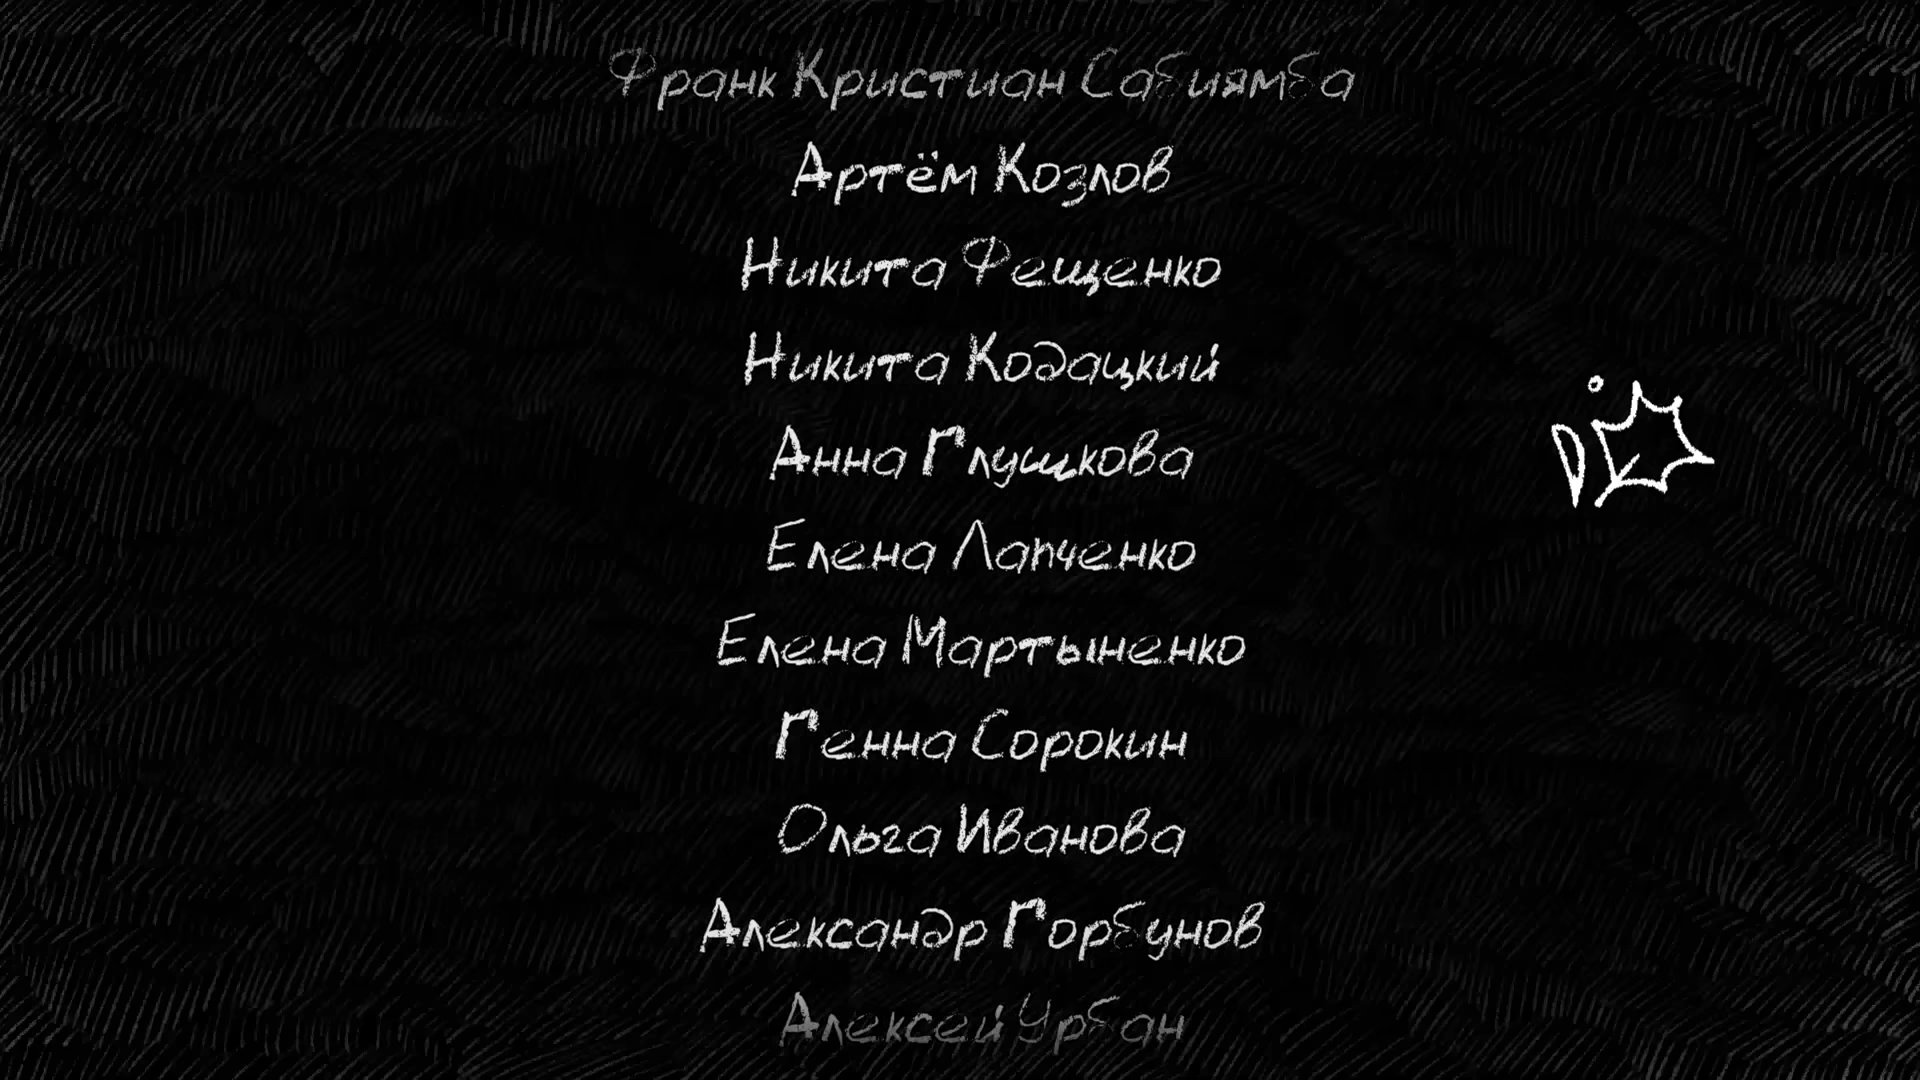 Франк Кристиан Сабиямба
Артём Козлов
Никита Фещенко
Никита Кодацкий
Анна Глушкова
Елена Лапченко
Елена Мартыненко
Генна Сорокин
Ольга Иванова
Александр Горбунов
Алексей Урбан